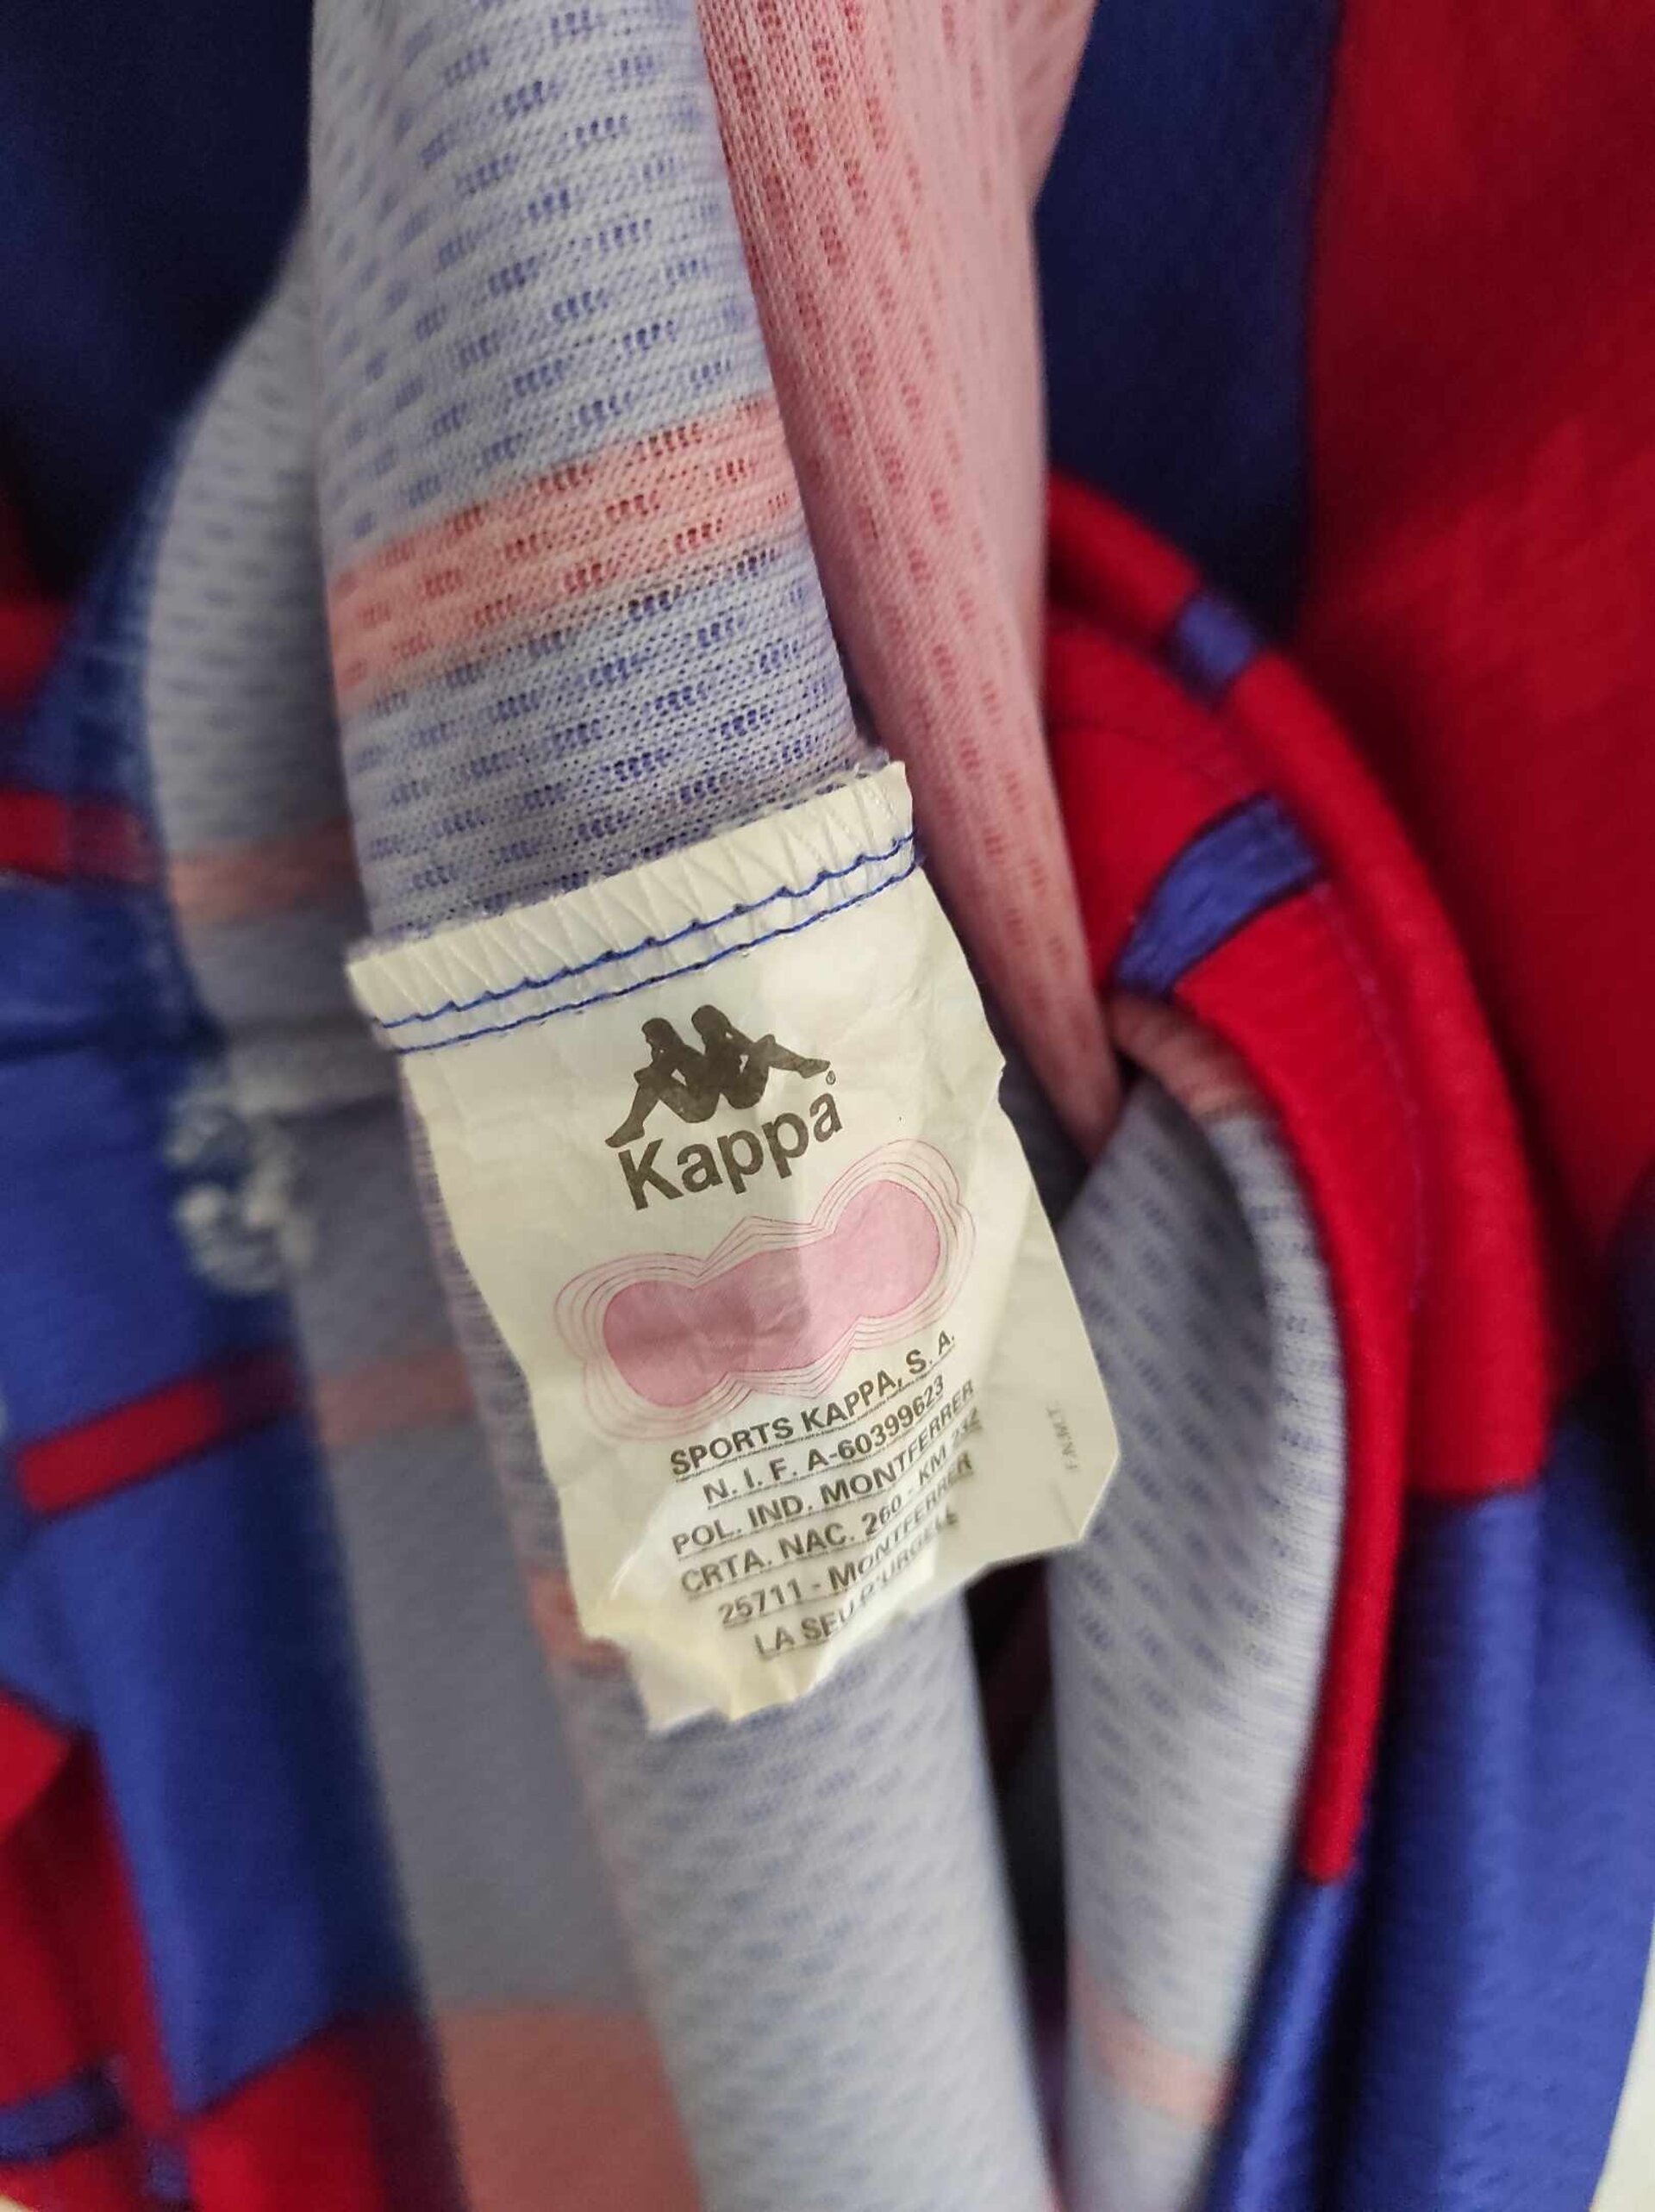 Kappa®
SPORTS KAPPA, S. A.
N. I. F. A-60399623
POL. IND. MONTFERRER
CRTA. NAC. 260 - KM 232
25711 - MONTFERRER
LA SEU D'URGELL
F.N.M.T.